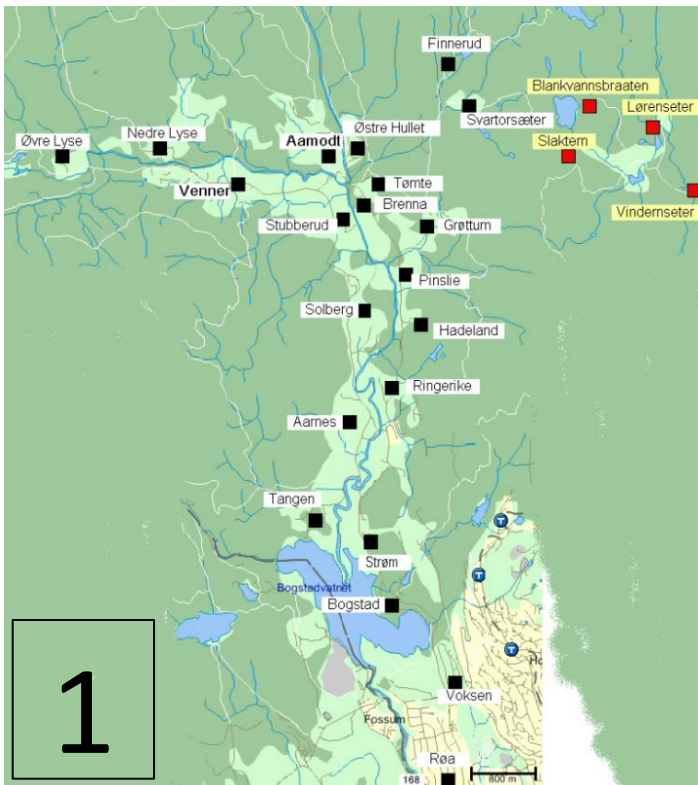 Finnerud
Blankvannsbraaten
Svartorsæter
Lørenseter
Øvre Lyse
Nedre Lyse
Aamodt
Østre Hullet
Slaktern
Venner
Tømte
Brenna
Vindernseter
Stubberud
Grøttum
Pinslie
Solberg
Hadeland
Ringerike
Aarnes
Tangen
T
Strøm
T
Bogstadvatnet
Bogstad
T
Ho
1
Voksen
Fossum
Røa
168
800 m